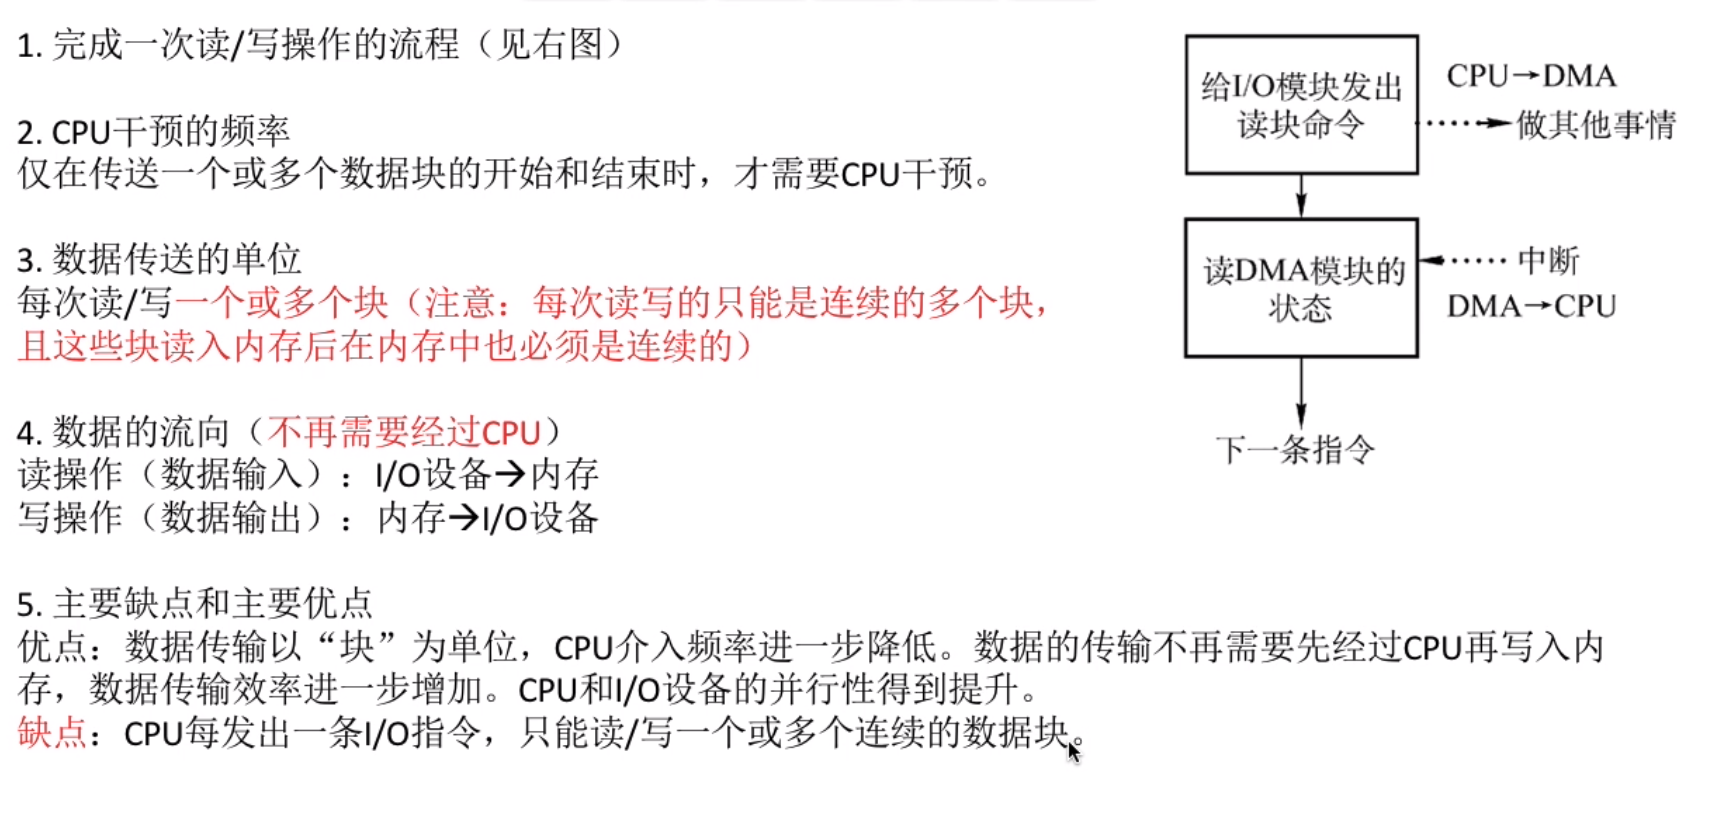 1. 完成一次读/写操作的流程（见右图）
2. CPU干预的频率
仅在传送一个或多个数据块的开始和结束时，才需要CPU干预。
3. 数据传送的单位
每次读/写一个或多个块（注意：每次读写的只能是连续的多个块，
且这些块读入内存后在内存中也必须是连续的）
4. 数据的流向（不再需要经过CPU）
读操作（数据输入）：I/O设备→内存
写操作（数据输出）：内存→I/O设备
5. 主要缺点和主要优点
优点：数据传输以“块”为单位，CPU介入频率进一步降低。数据的传输不再需要先经过CPU再写入内
存，数据传输效率进一步增加。CPU和I/O设备的并行性得到提升。
缺点：CPU每发出一条I/O指令，只能读/写一个或多个连续的数据块。
给I/O模块发出
读块命令
CPU→DMA
做其他事情
读DMA模块的
状态
中断
DMA→CPU
下一条指令